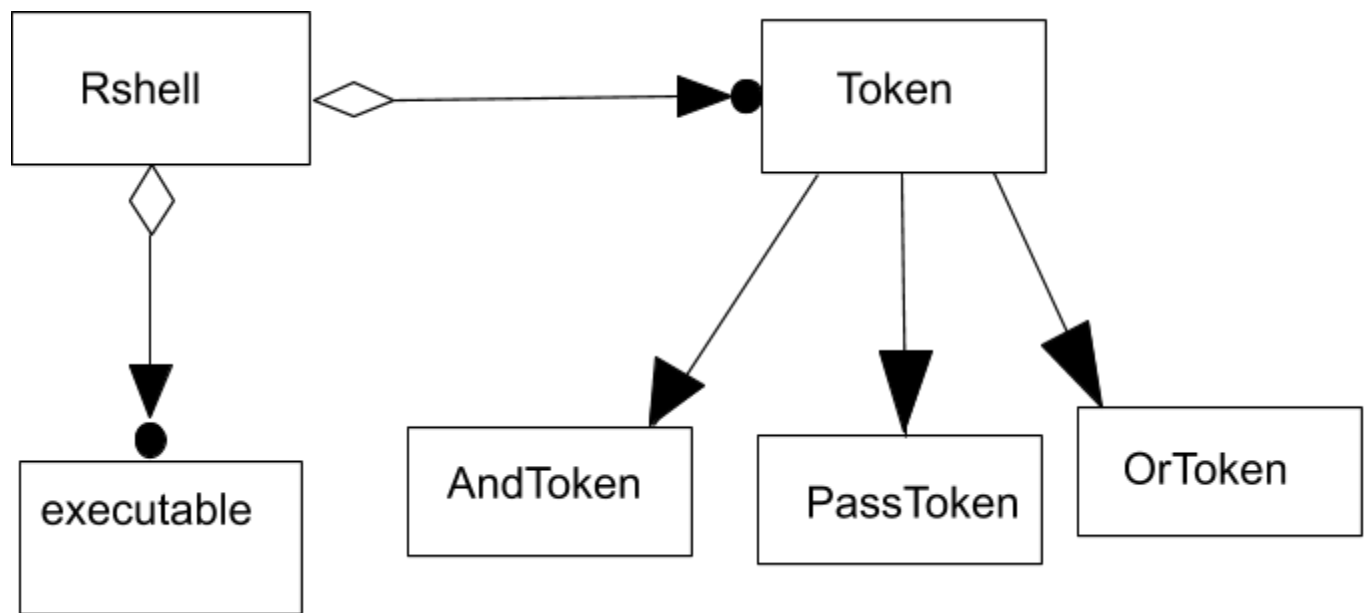 Rshell
Token
executable
AndToken
PassToken
OrToken